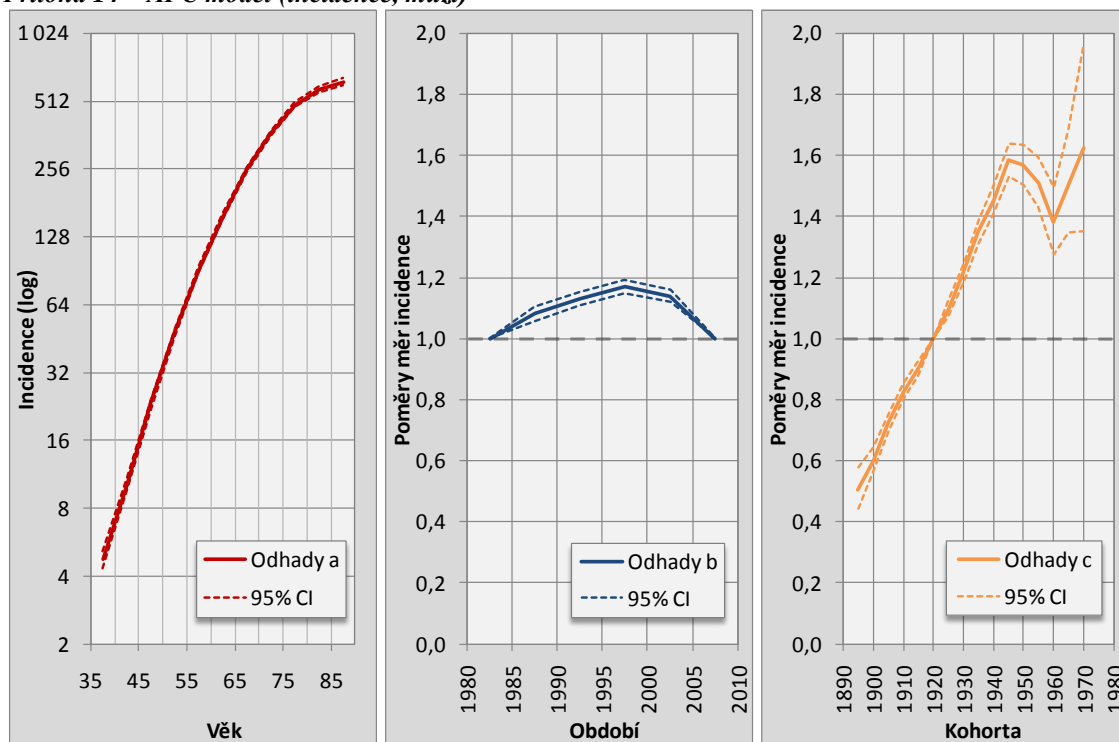 Příloha 14 – APC model (incidence, muži)
1 024
512
256
128
64
32
16
8
4
2
Incidence (log)
Odhady a
95% CI
35 45 55 65 75 85
Věk
2,0
1,8
1,6
1,4
1,2
1,0
0,8
0,6
0,4
0,2
0,0
Poměry měr incidence
Odhady b
95% CI
1980 1985 1990 1995 2000 2005 2010
Období
2,0
1,8
1,6
1,4
1,2
1,0
0,8
0,6
0,4
0,2
0,0
Poměry měr incidence
Odhady c
95% CI
1890 1900 1910 1920 1930 1940 1950 1960 1970 1980
Kohorta